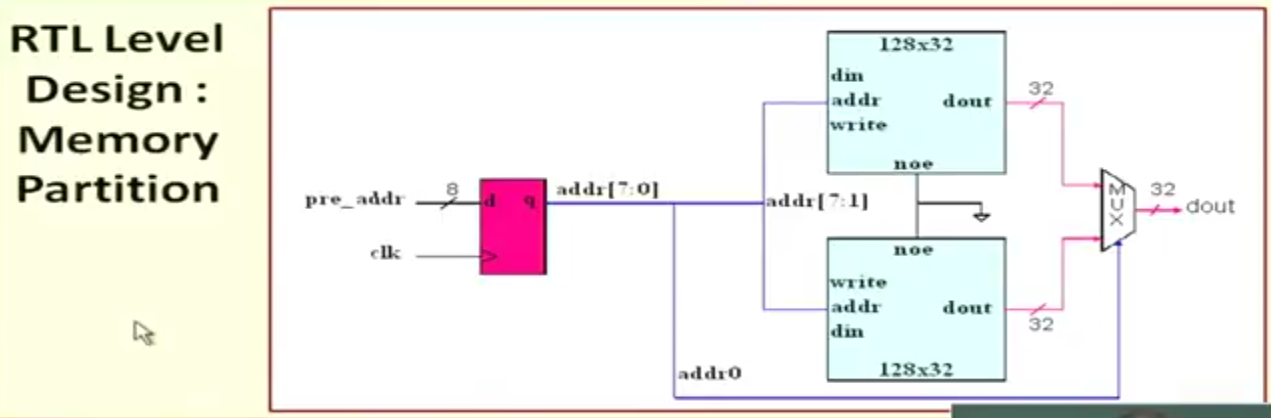 RTL Level
Design :
Memory
Partition
128x32
din
addr
dout
write
noe
32
pre_addr
8
d
q
addr[7:0]
addr[7:1]
clk
MUX
32
dout
noe
write
addr
dout
din
32
128x32
addr0